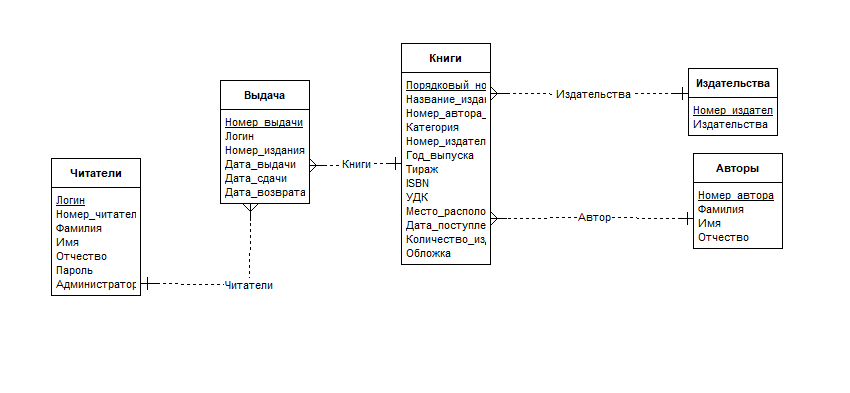 Читатели
Логин
Номер_читател
Фамилия
Имя
Отчество
Пароль
Администратор
Выдача
Номер_выдачи
Логин
Номер_издания
Дата_выдачи
Дата_сдачи
Дата_возврата
Книги
Порядковый_но
Название_изда
Номер_автора_
Категория
Номер_издател
Год_выпуска
Тираж
ISBN
УДК
Место_располо
Дата_поступле
Количество_из
Обложка
Издательства
Номер_издател
Издательства
Авторы
Номер_автора
Фамилия
Имя
Отчество
Читатели
Книги
Издательства
Автор